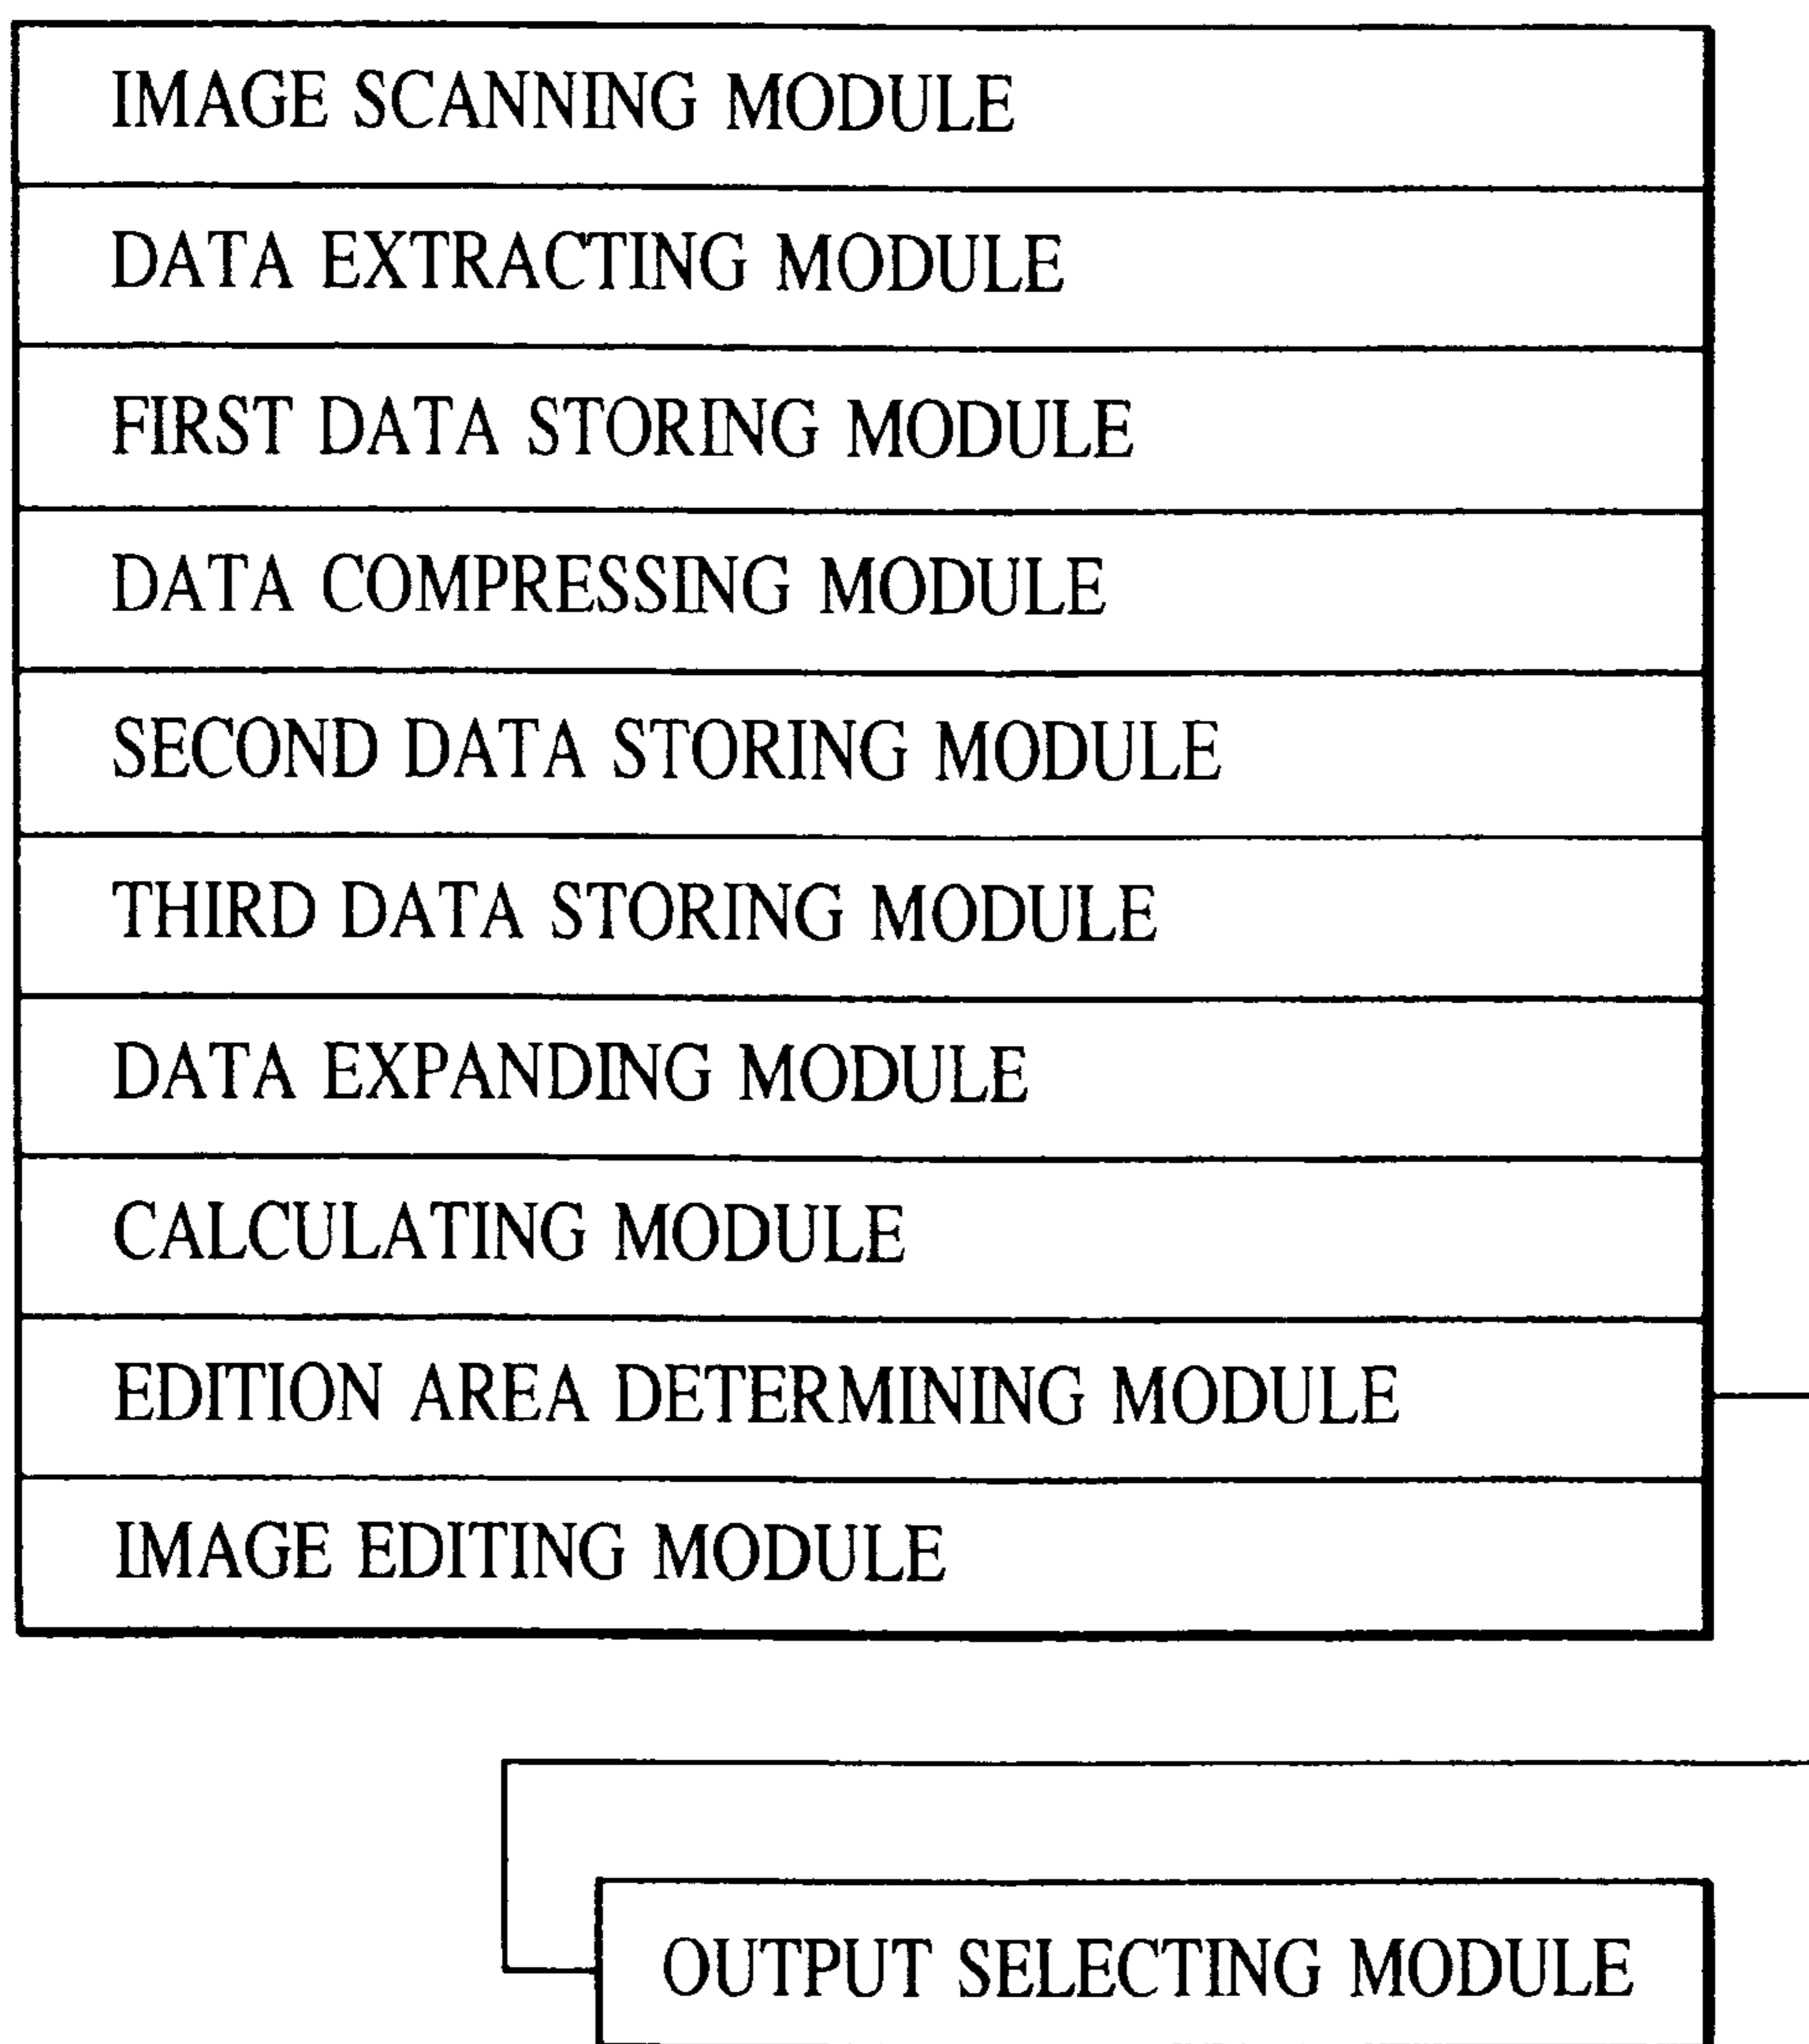 IMAGE SCANNING MODULE
DATA EXTRACTING MODULE
FIRST DATA STORING MODULE
DATA COMPRESSING MODULE
SECOND DATA STORING MODULE
THIRD DATA STORING MODULE
DATA EXPANDING MODULE
CALCULATING MODULE
EDITION AREA DETERMINING MODULE
IMAGE EDITING MODULE
OUTPUT SELECTING MODULE